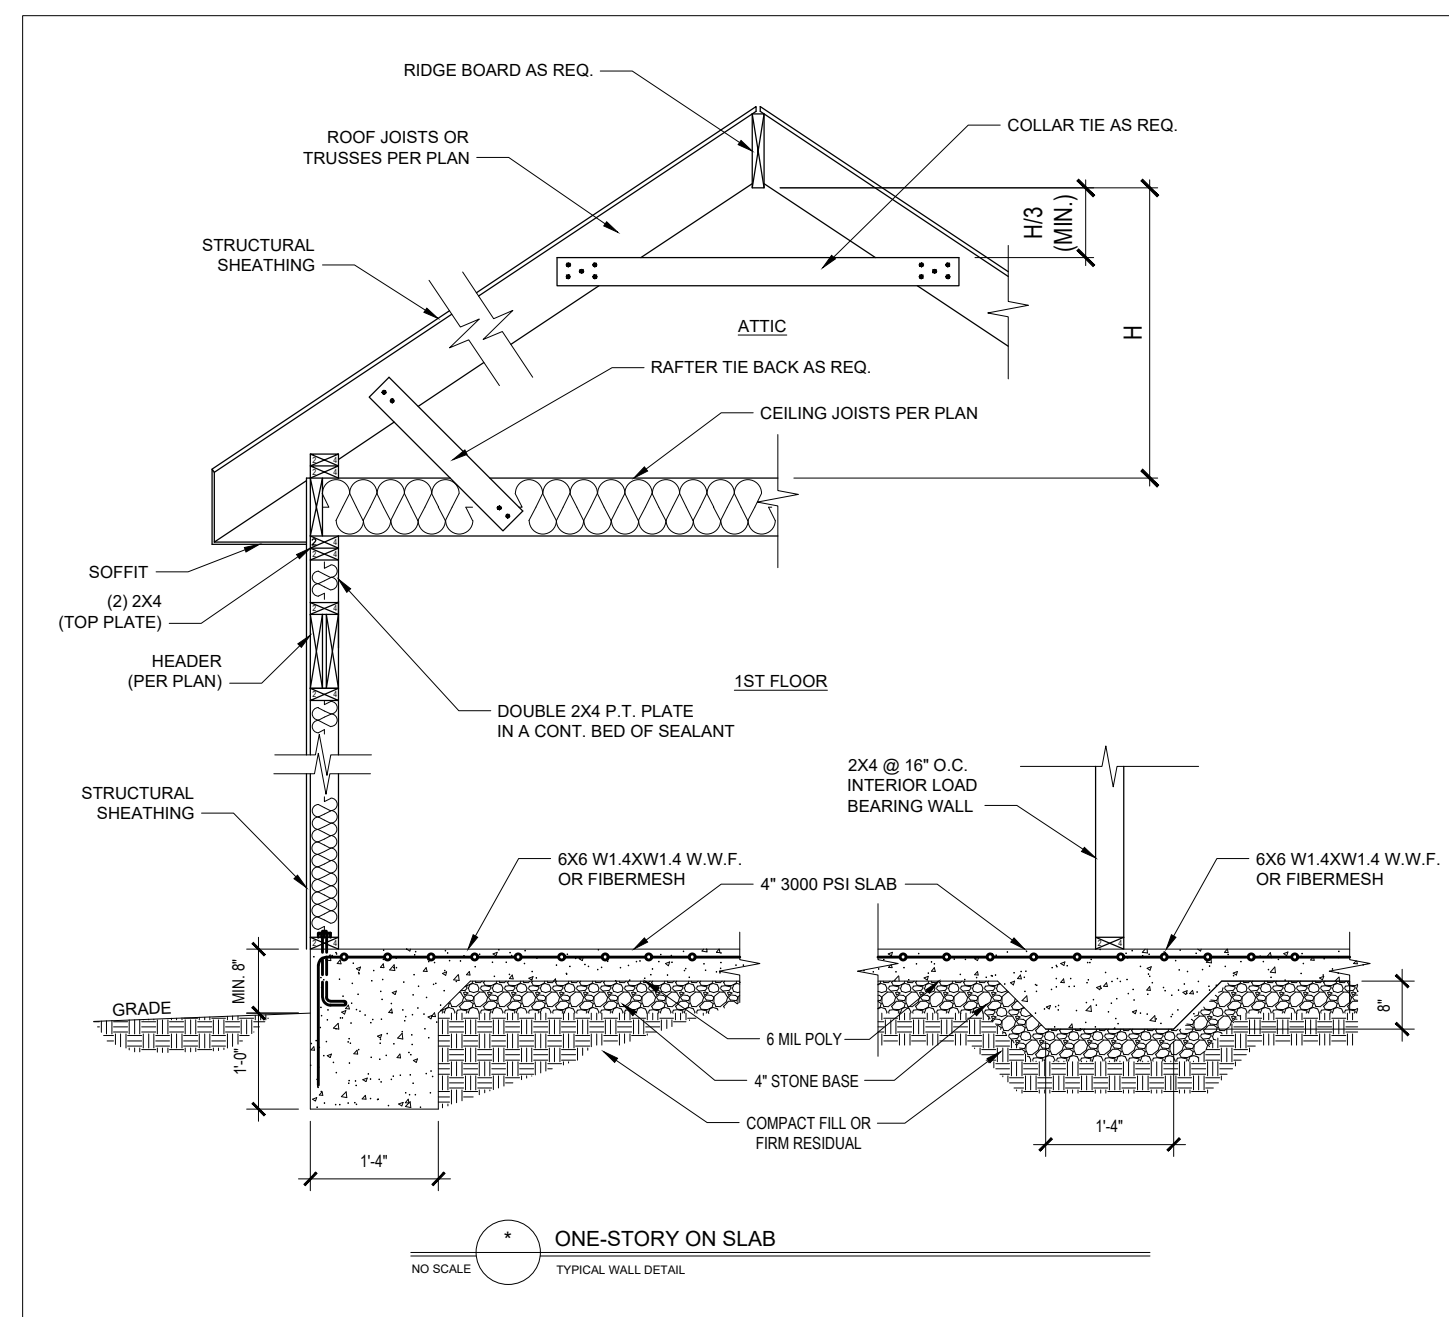 RIDGE BOARD AS REQ.
COLLAR TIE AS REQ.
ROOF JOISTS OR
TRUSSES PER PLAN
H/3
(MIN.)
STRUCTURAL
SHEATHING
ATTIC
H
RAFTER TIE BACK AS REQ.
CEILING JOISTS PER PLAN
SOFFIT
(2) 2X4
(TOP PLATE)
HEADER
(PER PLAN)
1ST FLOOR
DOUBLE 2X4 P.T. PLATE
IN A CONT. BED OF SEALANT
2X4 @ 16" O.C.
INTERIOR LOAD
BEARING WALL
STRUCTURAL
SHEATHING
6X6 W1.4XW1.4 W.W.F.
OR FIBERMESH
4" 3000 PSI SLAB
6X6 W1.4XW1.4 W.W.F.
OR FIBERMESH
MIN. 8"
GRADE
1'-0"
8"
6 MIL POLY
4" STONE BASE
COMPACT FILL OR
FIRM RESIDUAL
1'-4"
1'-4"
* ONE-STORY ON SLAB
NO SCALE TYPICAL WALL DETAIL